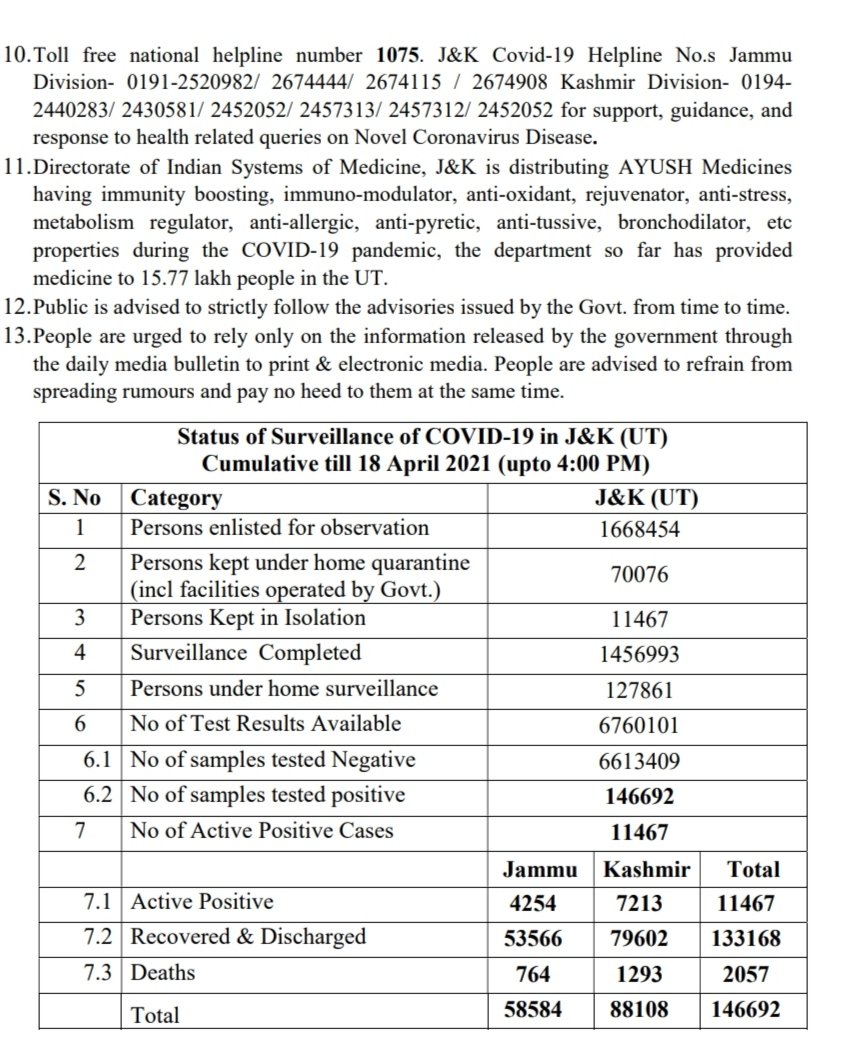 10.Toll free national helpline number 1075. J&K Covid-19 Helpline No.s Jammu
Division- 0191-2520982/ 2674444/ 2674115 / 2674908 Kashmir Division- 0194-
2440283/ 2430581/ 2452052/ 2457313/ 2457312/ 2452052 for support, guidance, and
response to health related queries on Novel Coronavirus Disease.
11.Directorate of Indian Systems of Medicine, J&K is distributing AYUSH Medicines
having immunity boosting, immuno-modulator, anti-oxidant, rejuvenator, anti-stress,
metabolism regulator, anti-allergic, anti-pyretic, anti-tussive, bronchodilator, etc
properties during the COVID-19 pandemic, the department so far has provided
medicine to 15.77 lakh people in the UT.
12.Public is advised to strictly follow the advisories issued by the Govt. from time to time.
13.People are urged to rely only on the information released by the government through
the daily media bulletin to print & electronic media. People are advised to refrain from
spreading rumours and pay no heed to them at the same time.
Status of Surveillance of COVID-19 in J&K (UT)
Cumulative till 18 April 2021 (upto 4:00 PM)
S. No Category J&K (UT)
1 Persons enlisted for observation 1668454
2 Persons kept under home quarantine
(incl facilities operated by Govt.) 70076
3 Persons Kept in Isolation 11467
4 Surveillance Completed 1456993
5 Persons under home surveillance 127861
6 No of Test Results Available 6760101
6.1 No of samples tested Negative 6613409
6.2 No of samples tested positive 146692
7 No of Active Positive Cases 11467
Jammu Kashmir Total
7.1 Active Positive 4254 7213 11467
7.2 Recovered & Discharged 53566 79602 133168
7.3 Deaths 764 1293 2057
Total 58584 88108 146692